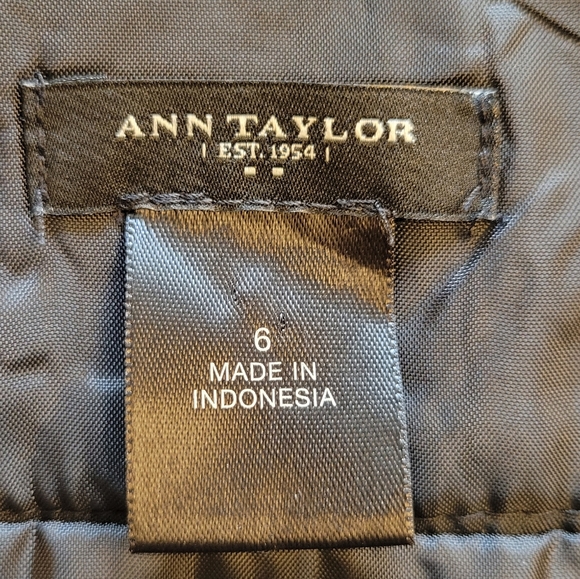 ANN TAYLOR
| EST. 1954 |
6
MADE IN
INDONESIA